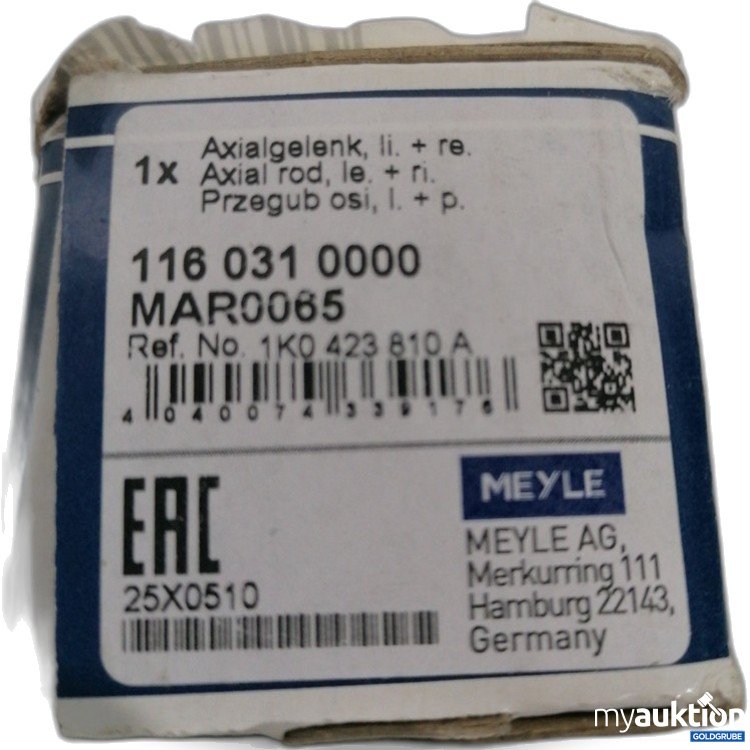 1x
Axialgelenk, li. + re.
Axial rod, le. + ri.
Przegub osi, l. + p.
116 031 0000
MAR0065
Ref. No. 1K0 423 810 A
4 040074 339176
EAC
25X0510
MEYLE
MEYLE AG,
Merkurring 111
Hamburg 22143,
Germany
myauktion
GOLDGRUBE